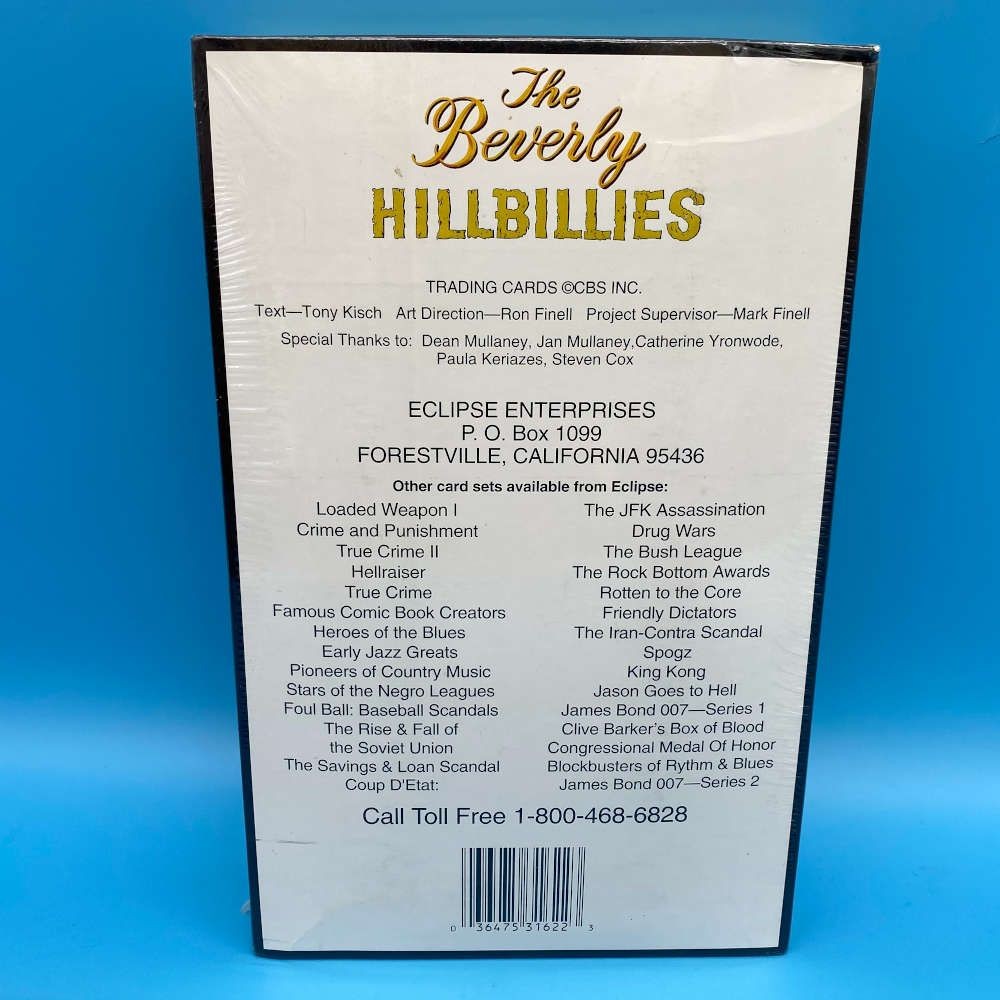 The
Beverly
HILLBILLIES
TRADING CARDS ©CBS INC.
Text—Tony Kisch Art Direction—Ron Finell Project Supervisor—Mark Finell
Special Thanks to: Dean Mullaney, Jan Mullaney,Catherine Yronwode,
Paula Keriazes, Steven Cox
ECLIPSE ENTERPRISES
P. O. Box 1099
FORESTVILLE, CALIFORNIA 95436
Other card sets available from Eclipse:
Loaded Weapon I
Crime and Punishment
True Crime II
Hellraiser
True Crime
Famous Comic Book Creators
Heroes of the Blues
Early Jazz Greats
Pioneers of Country Music
Stars of the Negro Leagues
Foul Ball: Baseball Scandals
The Rise & Fall of
the Soviet Union
The Savings & Loan Scandal
Coup D'Etat:
The JFK Assassination
Drug Wars
The Bush League
The Rock Bottom Awards
Rotten to the Core
Friendly Dictators
The Iran-Contra Scandal
Spogz
King Kong
Jason Goes to Hell
James Bond 007—Series 1
Clive Barker's Box of Blood
Congressional Medal Of Honor
Blockbusters of Rythm & Blues
James Bond 007—Series 2
Call Toll Free 1-800-468-6828
0 36475 31622 3